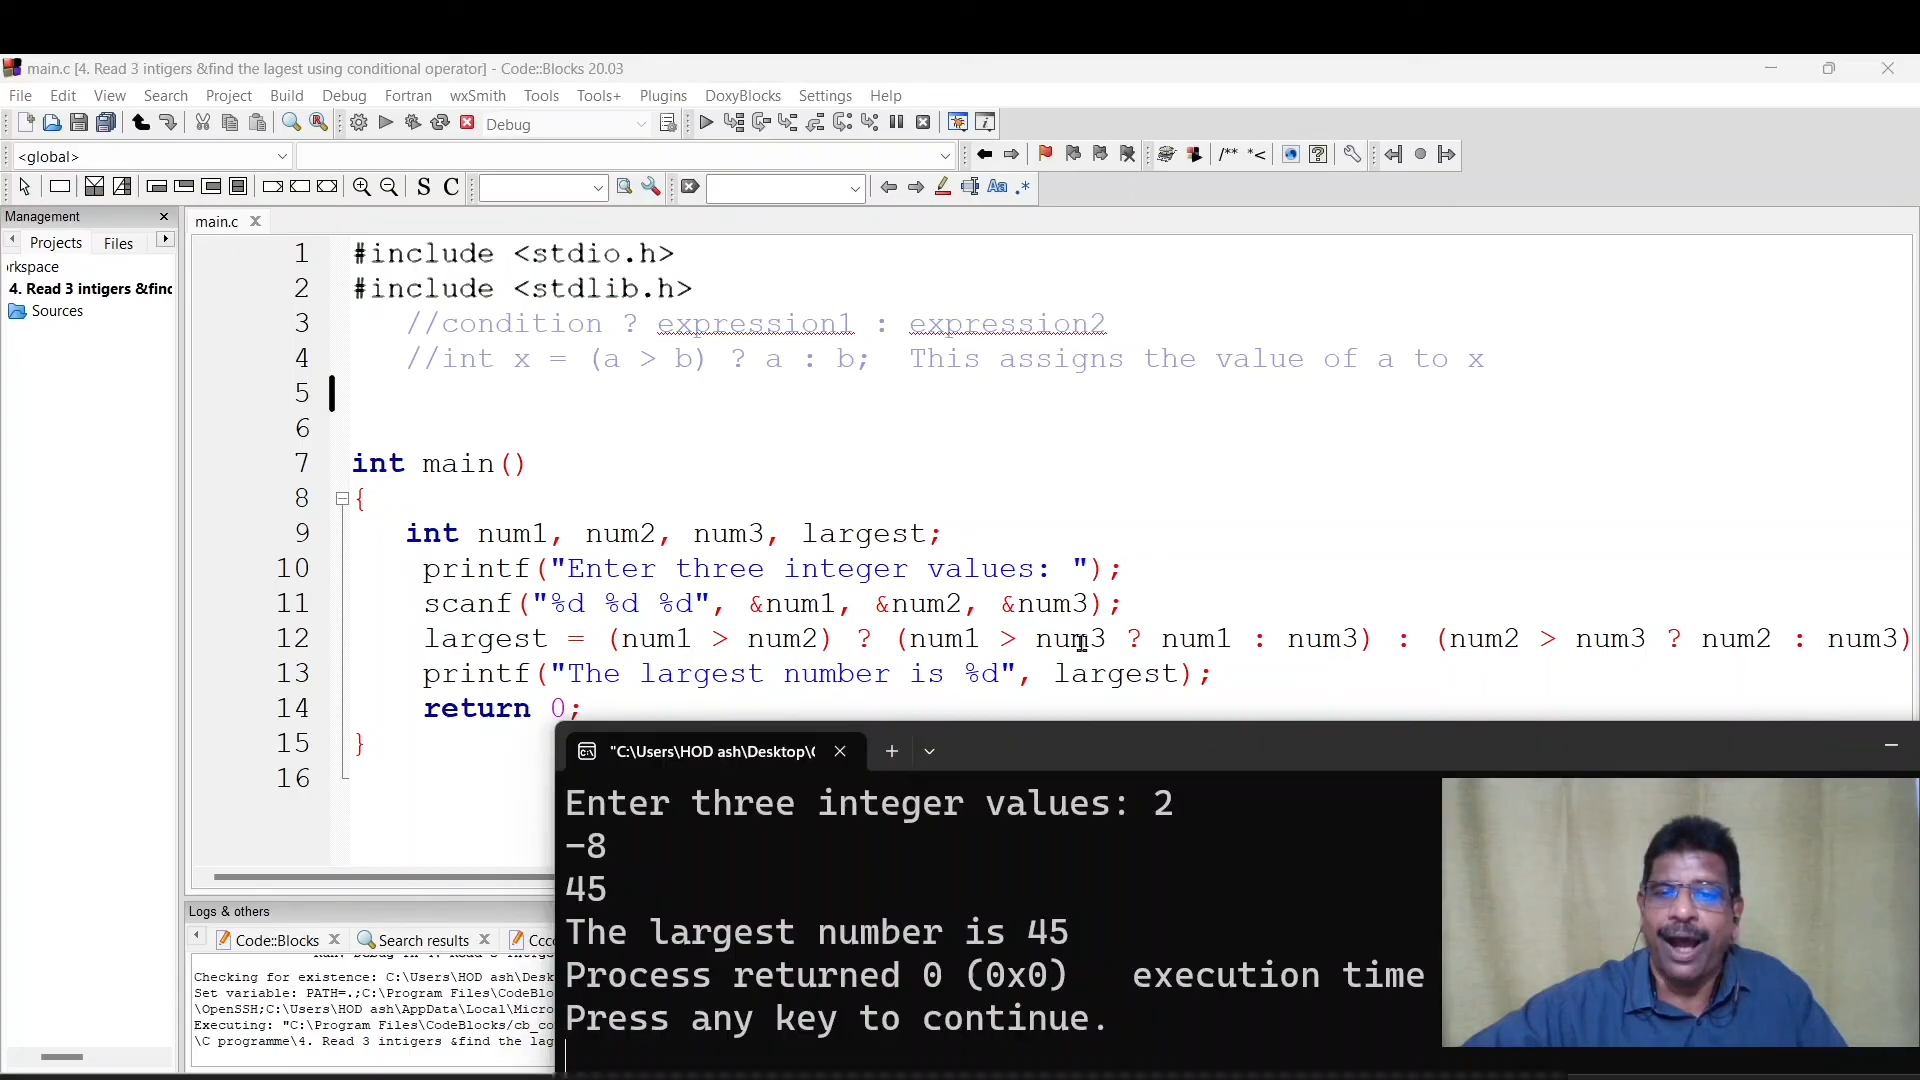 main.c [4. Read 3 intigers &find the lagest using conditional operator] - Code::Blocks 20.03
File Edit View Search Project Build Debug Fortran wxSmith Tools Tools+ Plugins DoxyBlocks Settings Help
Debug
<global>
/** *<
S C
Aa .*
Management
Projects Files
main.c
rkspace
4. Read 3 intigers &find
Sources
1 #include <stdio.h>
2 #include <stdlib.h>
3 //condition ? expression1 : expression2
4 //int x = (a > b) ? a : b; This assigns the value of a to x
5
6
7 int main()
8 {
9 int num1, num2, num3, largest;
10 printf("Enter three integer values: ");
11 scanf("%d %d %d", &num1, &num2, &num3);
12 largest = (num1 > num2) ? (num1 > num3 ? num1 : num3) : (num2 > num3 ? num2 : num3)
13 printf("The largest number is %d", largest);
14 return 0;
15 }
16
Logs & others
Code::Blocks Search results Ccc
Checking for existence: C:\Users\HOD ash\Desk
Set variable: PATH=.;C:\Program Files\CodeBlo
\OpenSSH;C:\Users\HOD ash\AppData\Local\Micro
Executing: "C:\Program Files\CodeBlocks/cb_co
\C programme\4. Read 3 intigers &find the lag
"C:\Users\HOD ash\Desktop\
Enter three integer values: 2
-8
45
The largest number is 45
Process returned 0 (0x0) execution time
Press any key to continue.